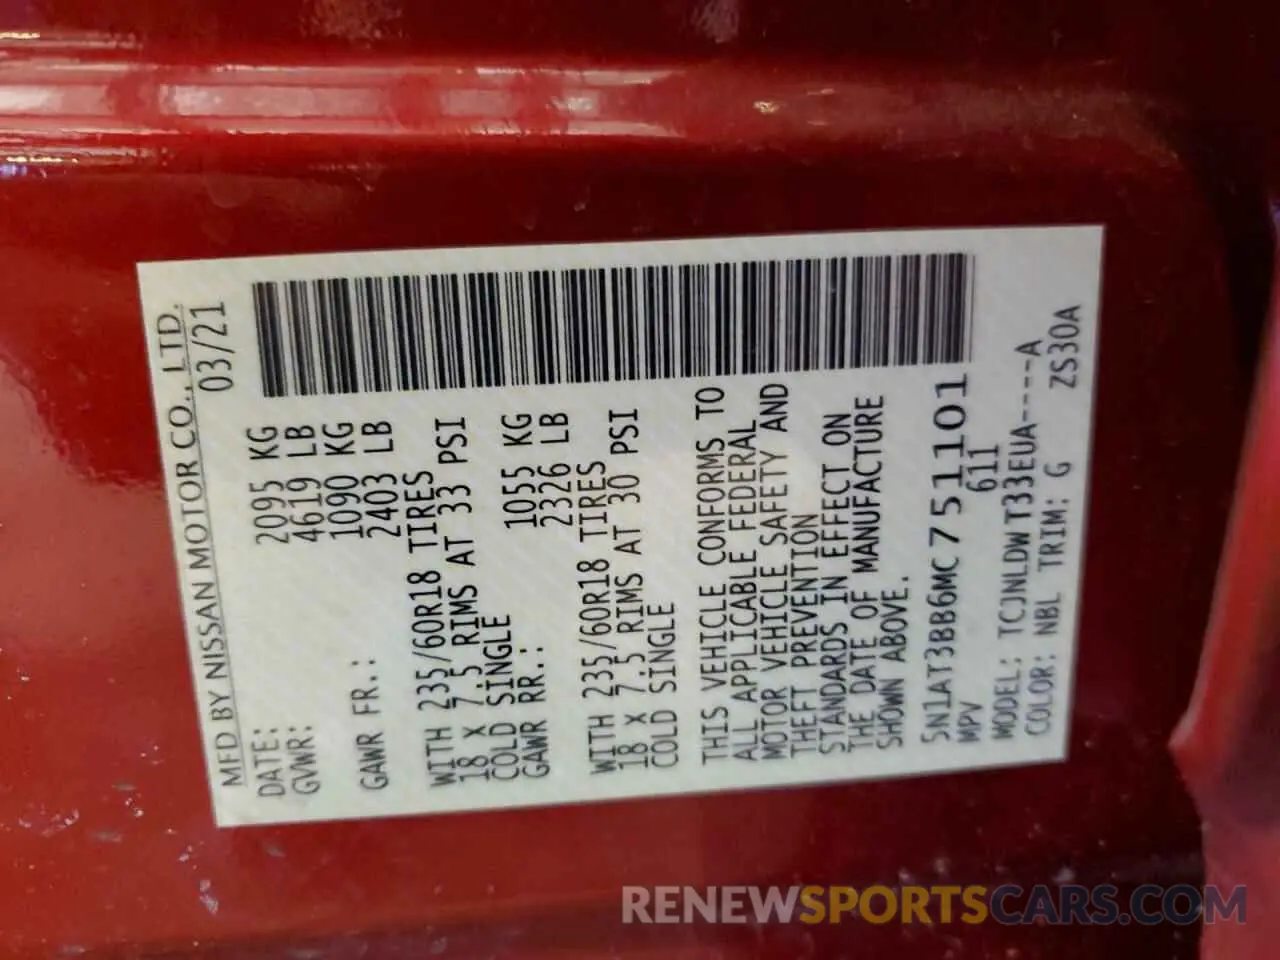 MFD BY NISSAN MOTOR CO., LTD.
DATE: 03/21
GVWR: 2095 KG
4619 LB
GAWR FR.: 1090 KG
2403 LB
WITH 235/60R18 TIRES
18 X 7.5 RIMS AT 33 PSI
COLD SINGLE
GAWR RR.: 1055 KG
2326 LB
WITH 235/60R18 TIRES
18 X 7.5 RIMS AT 30 PSI
COLD SINGLE
THIS VEHICLE CONFORMS TO
ALL APPLICABLE FEDERAL
MOTOR VEHICLE SAFETY AND
THEFT PREVENTION
STANDARDS IN EFFECT ON
THE DATE OF MANUFACTURE
SHOWN ABOVE.
5N1AT3BB6MC751101
MPV 611
MODEL: TCJNLDWT33EUA----A
COLOR: NBL TRIM: G ZS30A
RENEWSPORTSCARS.COM